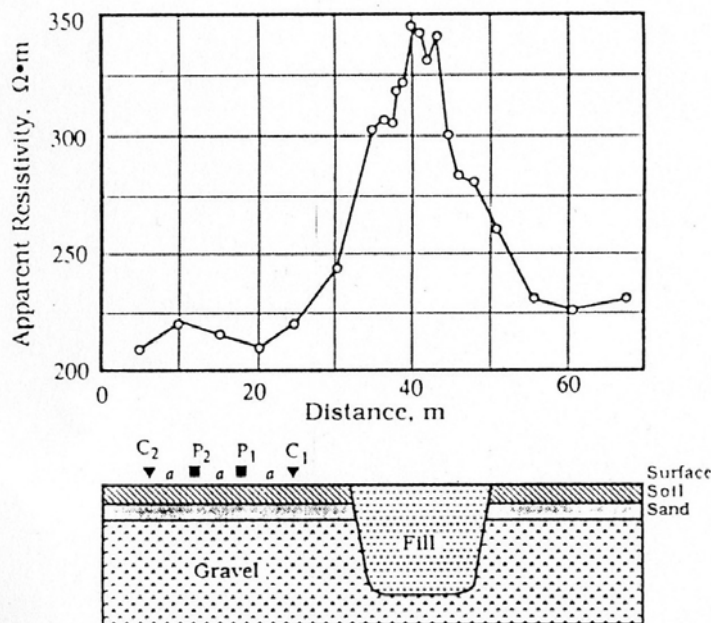 350
300
250
200
Apparent Resistivity, Ω•m
0 20 40 60
Distance, m
C2 P2 P1 C1
a a a
Surface
Soil
Sand
Fill
Gravel